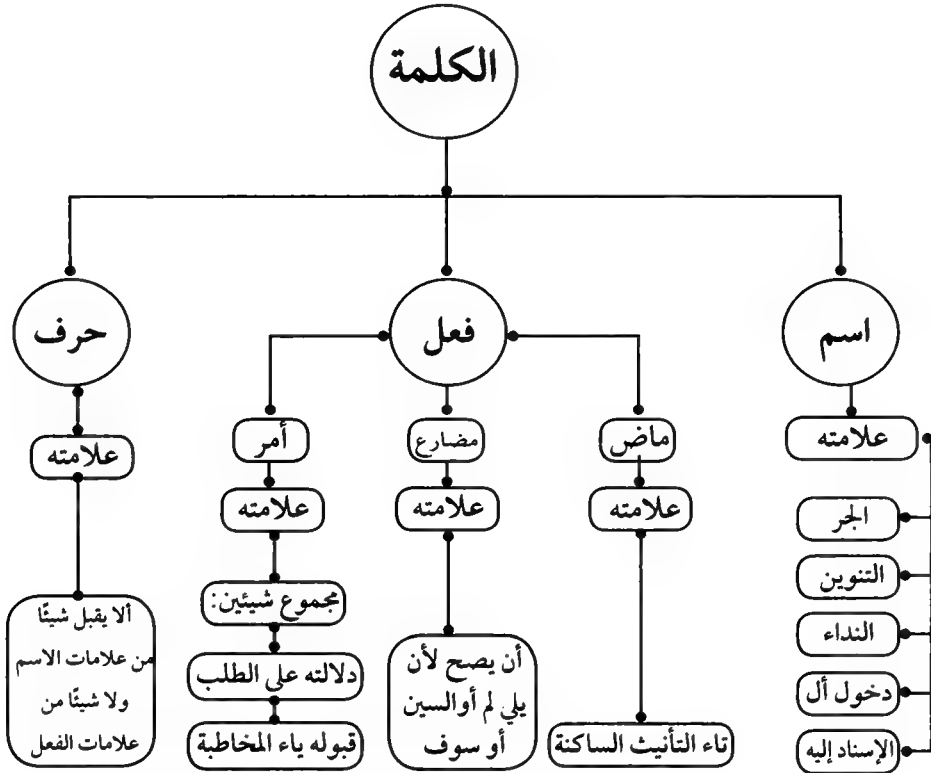 الكلمة
اسم
علامته
الجر
التنوين
النداء
دخول أل
الإسناد إليه
فعل
ماض
علامته
تاء التأنيث الساكنة
مضارع
علامته
أن يصح لأن
يلي لم أو السين
أو سوف
أمر
علامته
مجموع شيئين:
دلالته على الطلب
قبوله ياء المخاطبة
حرف
علامته
ألا يقبل شيئًا
من علامات الاسم
ولا شيئًا من
علامات الفعل